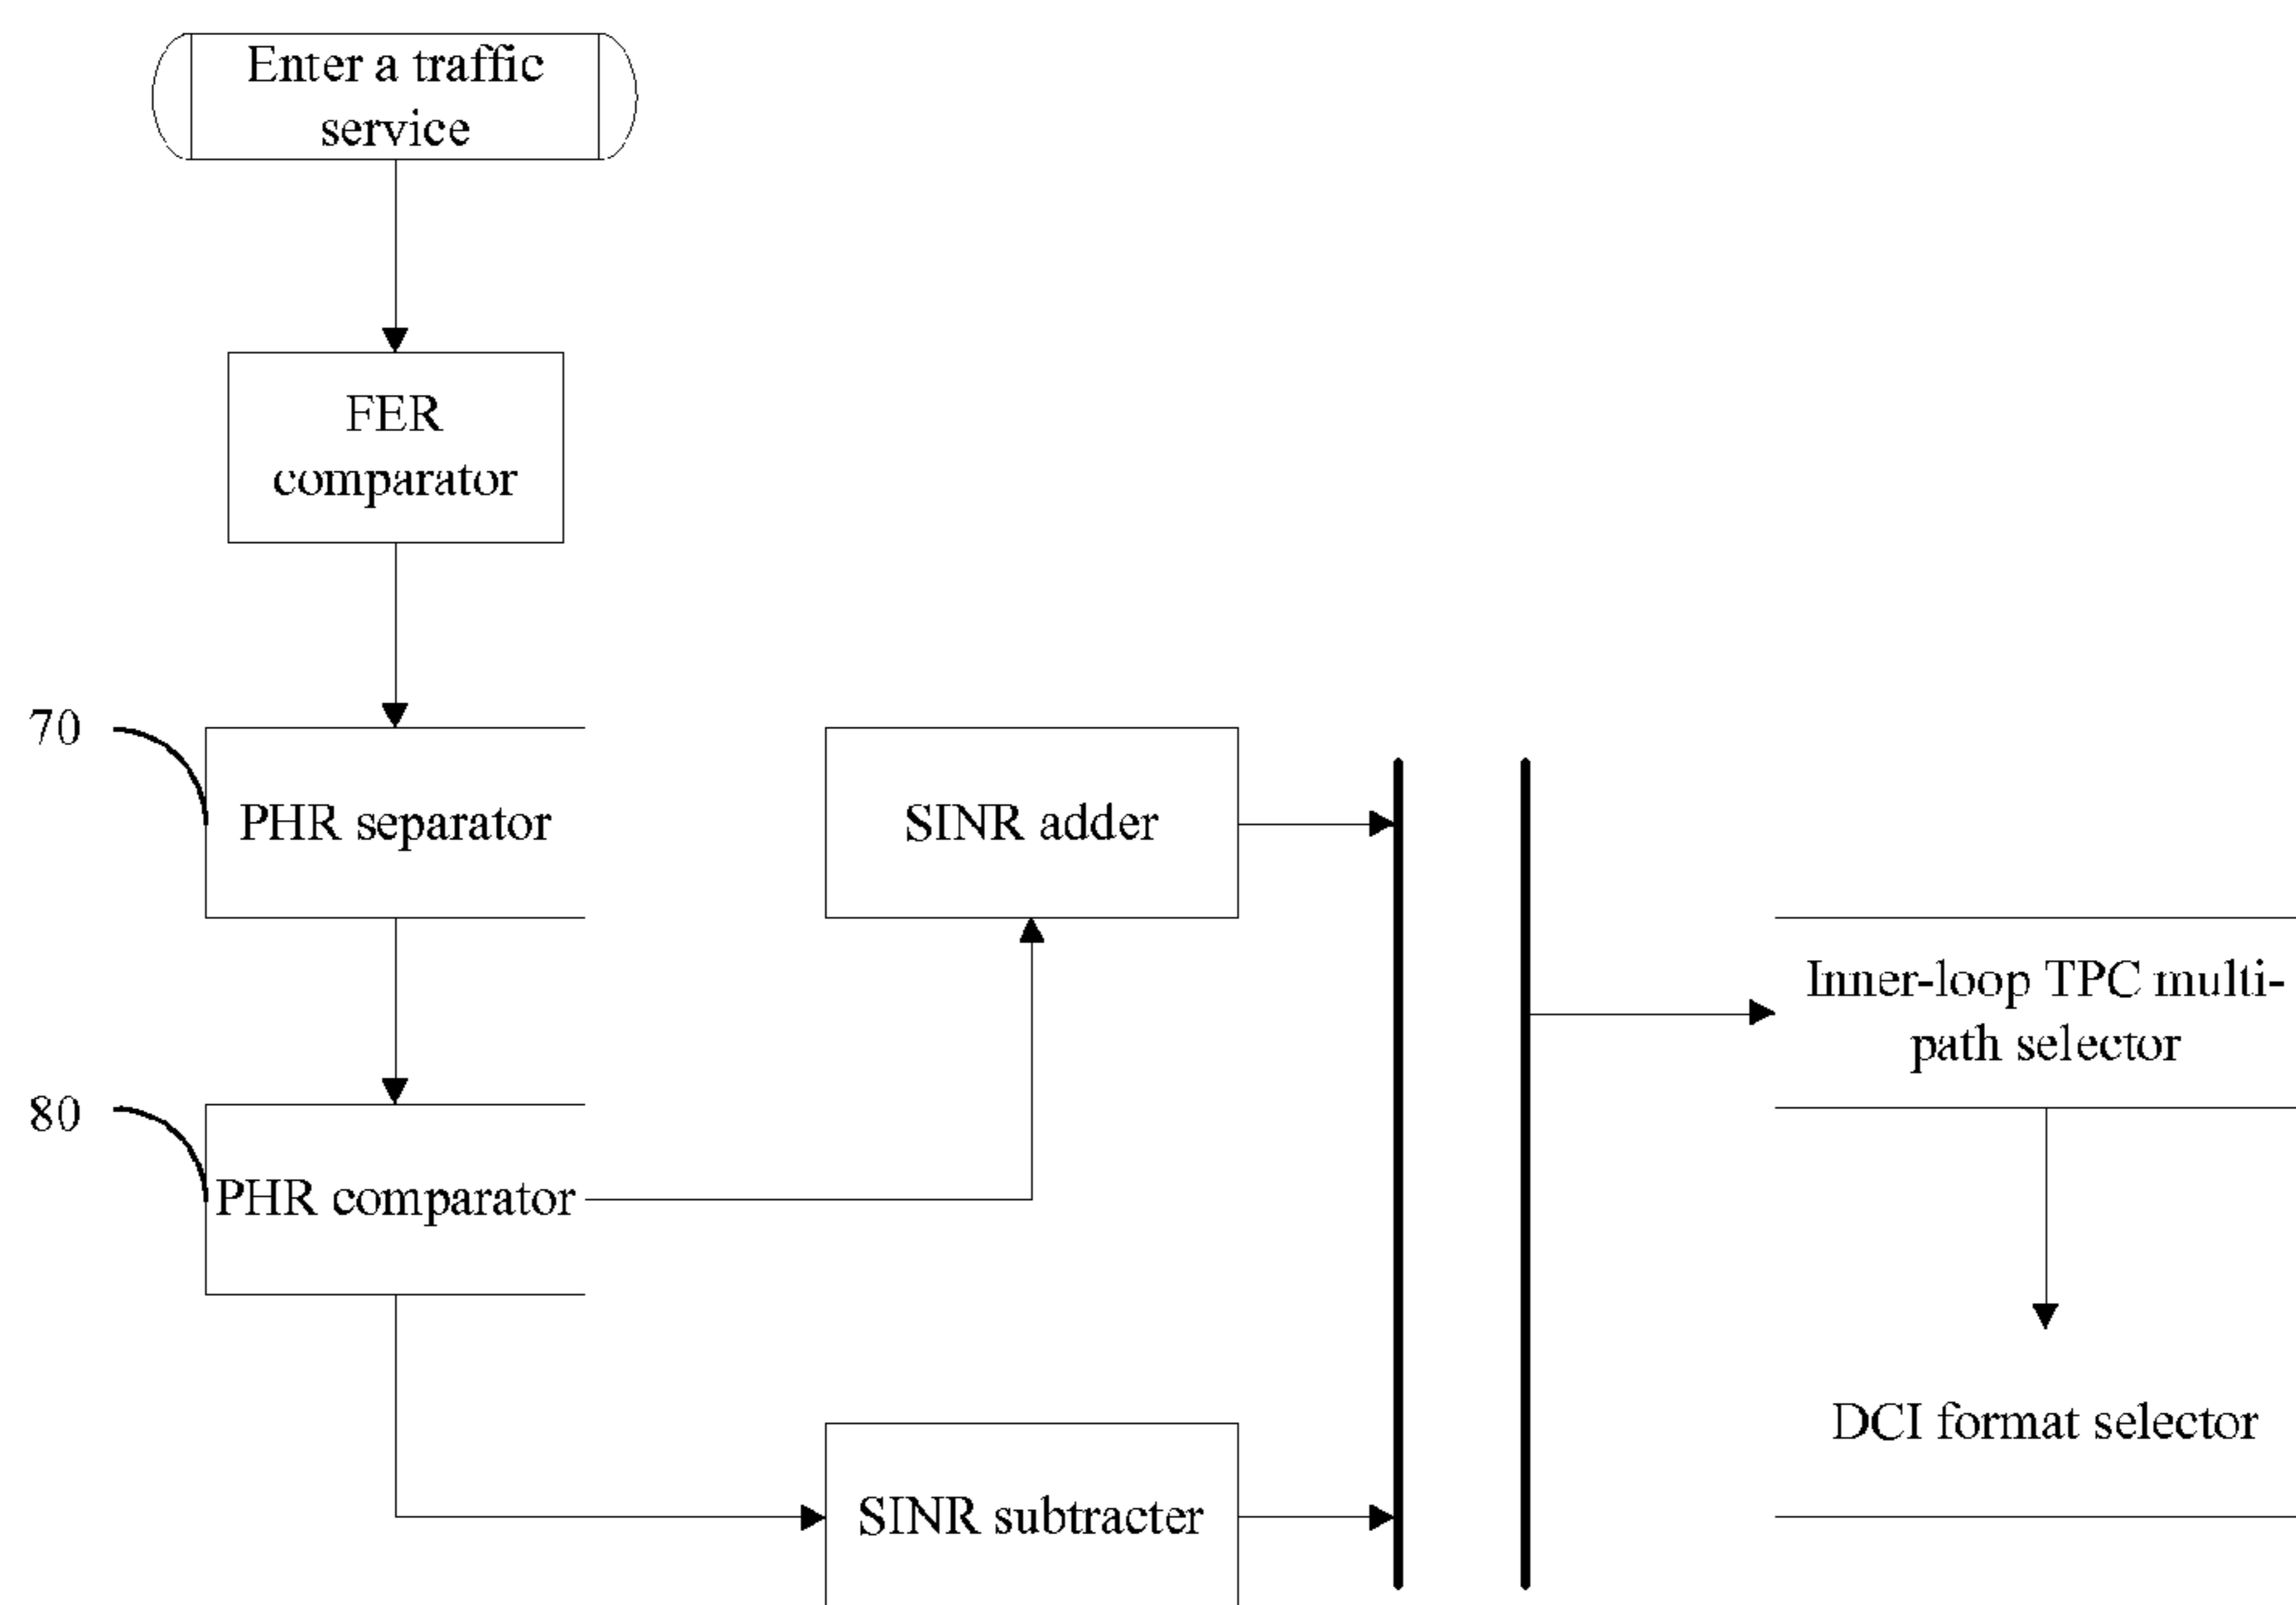 Enter a traffic
service
FER
comparator
70
PHR separator
SINR adder
Inner-loop TPC multi-
path selector
80
PHR comparator
DCI format selector
SINR subtracter